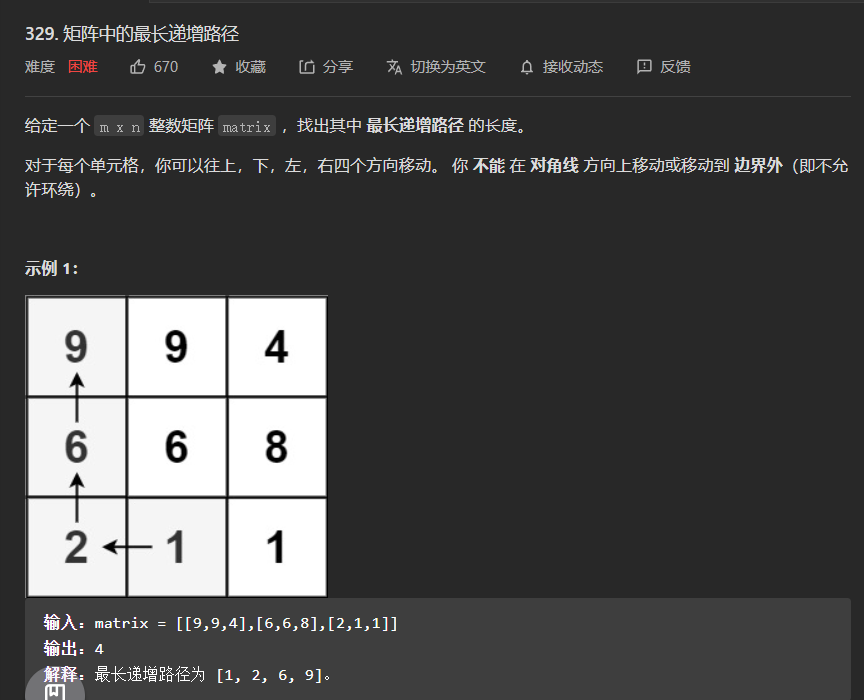 329. 矩阵中的最长递增路径
难度 困难 670 收藏 分享 切换为英文 接收动态 反馈
给定一个 m x n 整数矩阵 matrix ，找出其中 最长递增路径 的长度。
对于每个单元格，你可以往上，下，左，右四个方向移动。 你 不能 在 对角线 方向上移动或移动到 边界外（即不允
许环绕）。
示例 1：
9 9 4
6 6 8
2 1 1
输入：matrix = [[9,9,4],[6,6,8],[2,1,1]]
输出：4
解释：最长递增路径为 [1, 2, 6, 9]。